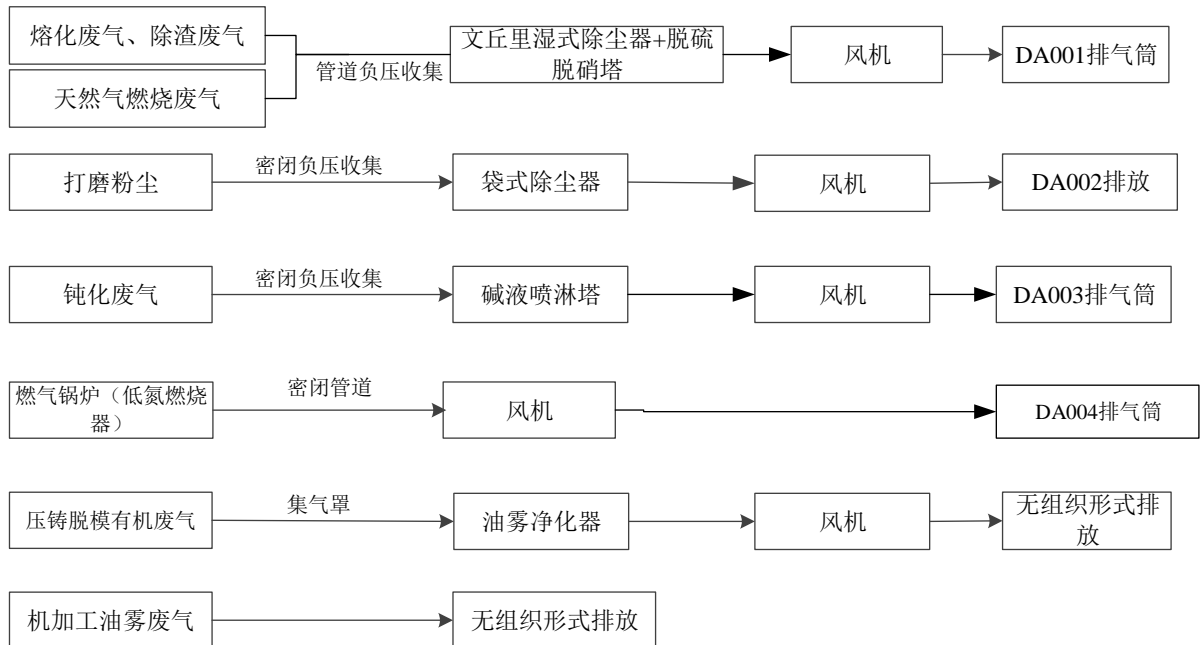 熔化废气、除渣废气
天然气燃烧废气
管道负压收集
文丘里湿式除尘器+脱硫
脱硝塔
风机
DA001排气筒
打磨粉尘
密闭负压收集
袋式除尘器
风机
DA002排放
钝化废气
密闭负压收集
碱液喷淋塔
风机
DA003排气筒
燃气锅炉（低氮燃烧
器）
密闭管道
风机
DA004排气筒
压铸脱模有机废气
集气罩
油雾净化器
风机
无组织形式排
放
机加工油雾废气
无组织形式排放